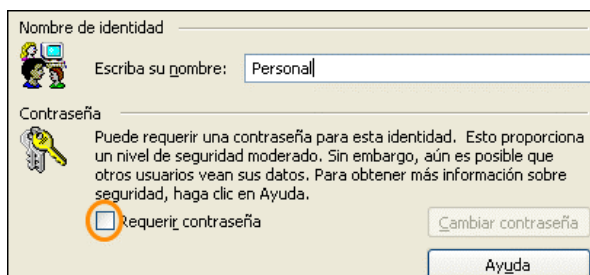 Nombre de identidad
Escriba su nombre: Personal
Contraseña
Puede requerir una contraseña para esta identidad. Esto proporciona
un nivel de seguridad moderado. Sin embargo, aún es posible que
otros usuarios vean sus datos. Para obtener más información sobre
seguridad, haga clic en Ayuda.
Requerir contraseña
Cambiar contraseña
Ayuda